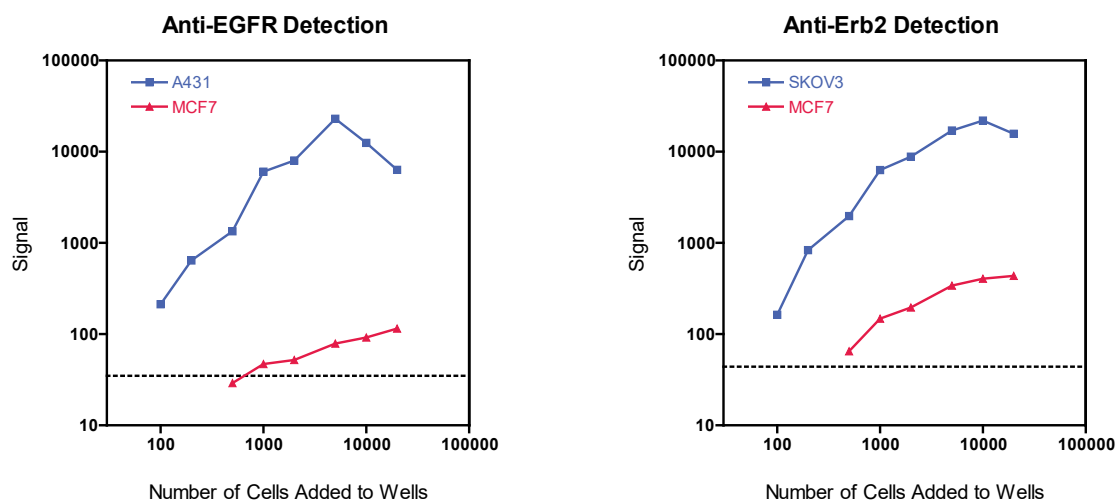 Anti-EGFR Detection
100000
10000
1000
100
10
Signal
A431
MCF7
100
1000
10000
100000
Number of Cells Added to Wells
Anti-Erb2 Detection
100000
10000
1000
100
10
Signal
SKOV3
MCF7
100
1000
10000
100000
Number of Cells Added to Wells